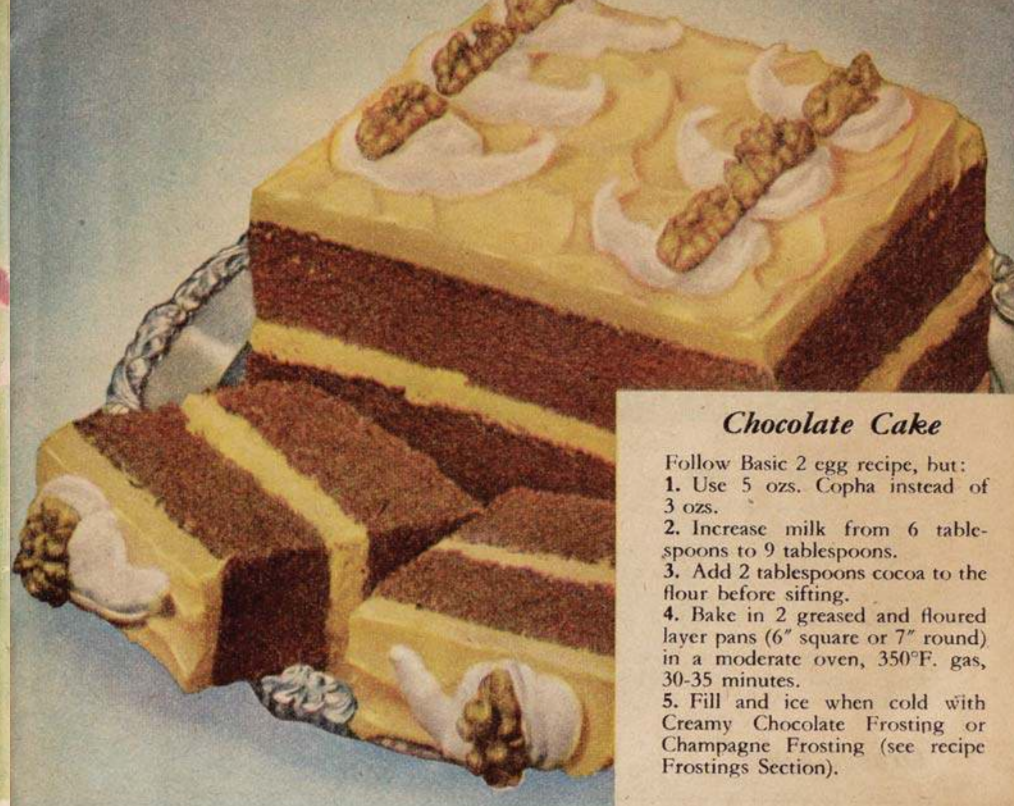 Chocolate Cake
Follow Basic 2 egg recipe, but:
1. Use 5 ozs. Copha instead of
3 ozs.
2. Increase milk from 6 table-
spoons to 9 tablespoons.
3. Add 2 tablespoons cocoa to the
flour before sifting.
4. Bake in 2 greased and floured
layer pans (6″ square or 7″ round)
in a moderate oven, 350°F. gas,
30-35 minutes.
5. Fill and ice when cold with
Creamy Chocolate Frosting or
Champagne Frosting (see recipe
Frostings Section).